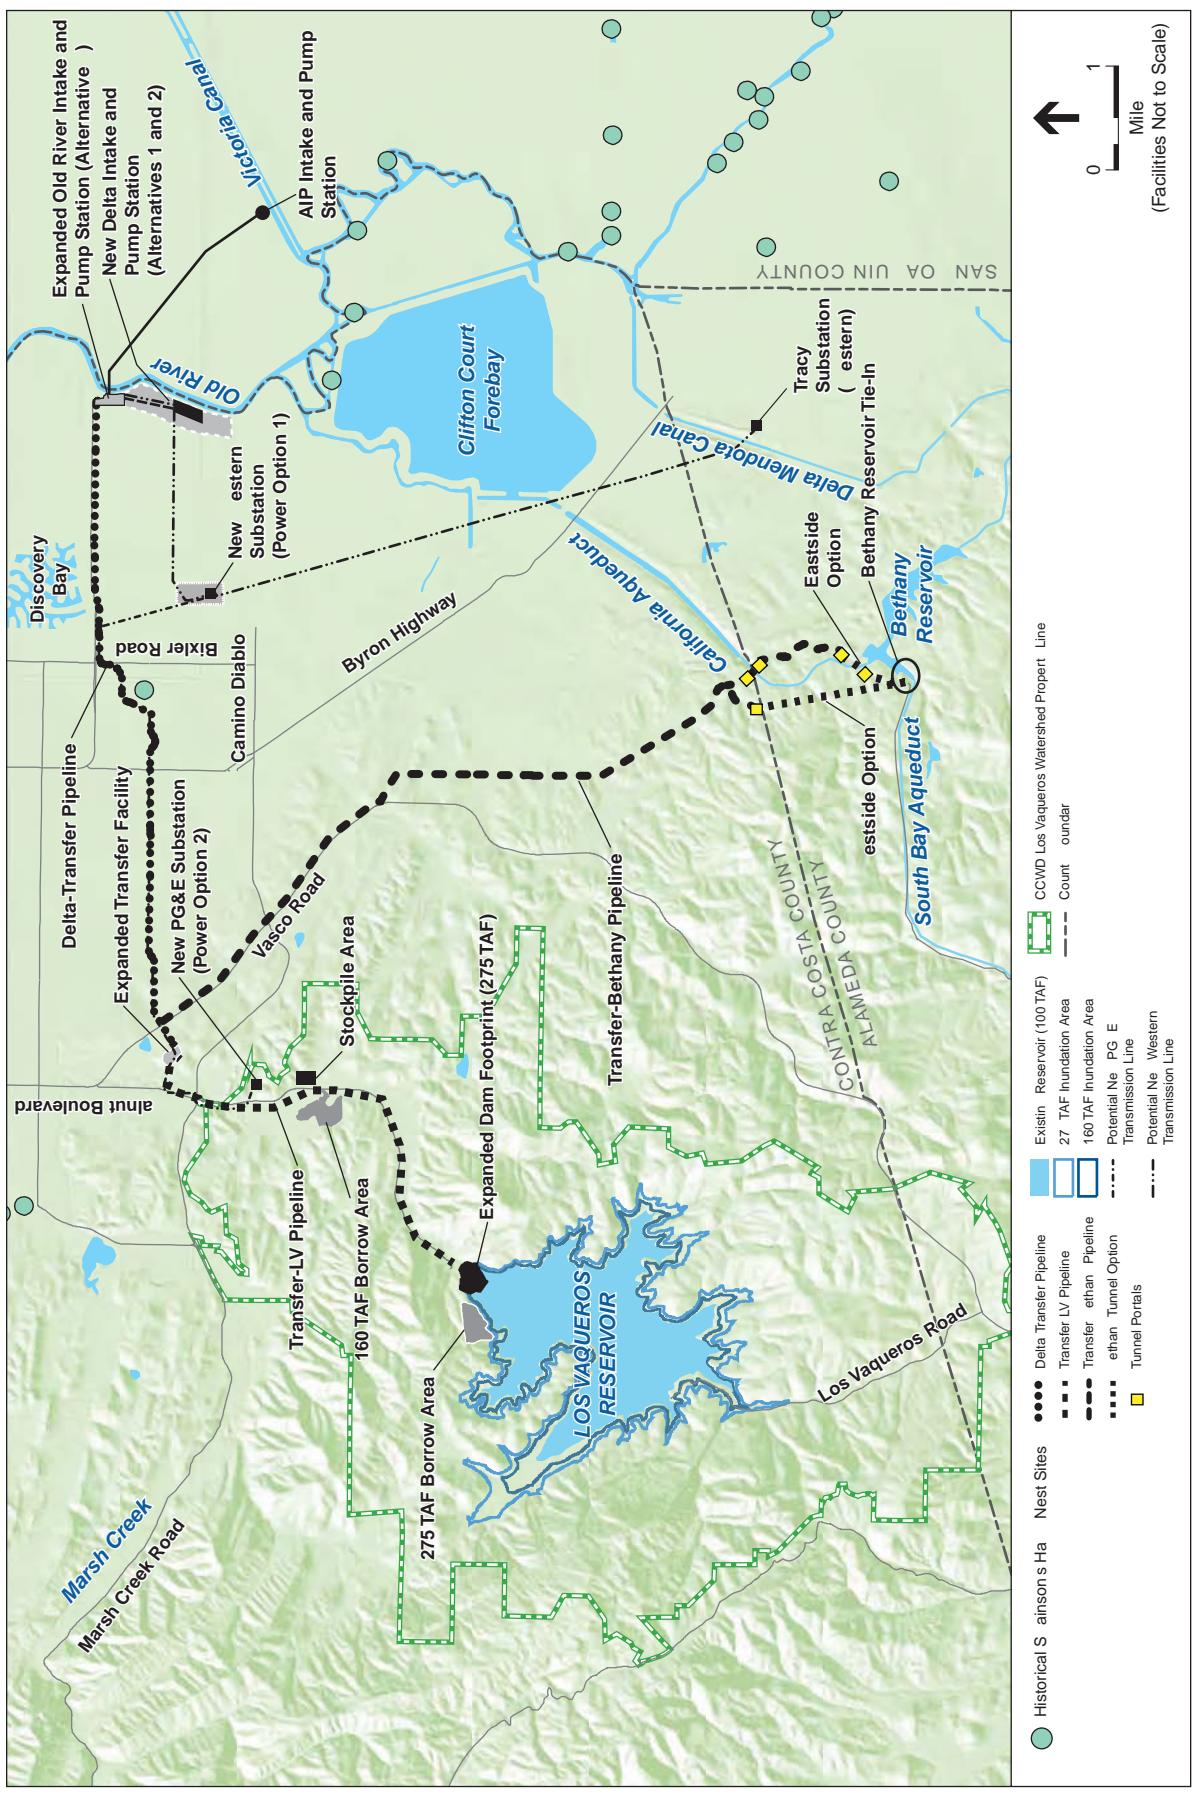 Expanded Old River Intake and
Pump Station (Alternative    )
New Delta Intake and
Pump Station
(Alternatives 1 and 2)
Victoria Canal
AIP Intake and Pump
Station
Old River
Discovery
Bay
New    estern
Substation
(Power Option 1)
Clifton Court
Forebay
SAN    OA    UIN COUNTY
Tracy
Substation
(    estern)
Delta Mendota Canal
Bethany Reservoir Tie-In
Eastside
Option
Bethany
Reservoir
California Aqueduct
Byron Highway
Bixler Road
Camino Diablo
Delta-Transfer Pipeline
Expanded Transfer Facility
New PG&E Substation
(Power Option 2)
Vasco Road
Stockpile Area
Transfer-Bethany Pipeline
estside Option
South Bay Aqueduct
CONTRA COSTA COUNTY
ALAMEDA COUNTY
alnut Boulevard
Transfer-LV Pipeline
160 TAF Borrow Area
Expanded Dam Footprint (275 TAF)
275 TAF Borrow Area
LOS VAQUEROS
RESERVOIR
Los Vaqueros Road
Marsh Creek
Marsh Creek Road
Historical S    ainson s Ha    Nest Sites
Delta Transfer Pipeline
Transfer LV Pipeline
Transfer    ethan    Pipeline
ethan    Tunnel Option
Tunnel Portals
Existin    Reservoir (100 TAF)
27    TAF Inundation Area
160 TAF Inundation Area
Potential Ne    PG    E
Transmission Line
Potential Ne    Western
Transmission Line
CCWD Los Vaqueros Watershed Propert    Line
Count    oundar
0    1
Mile
(Facilities Not to Scale)